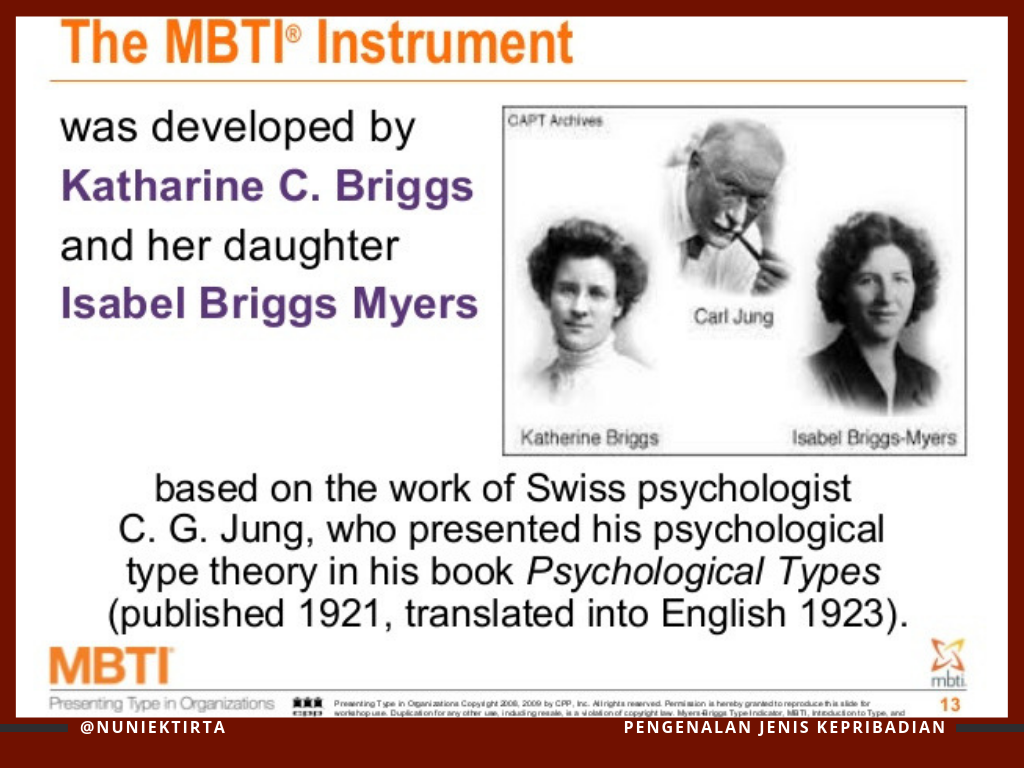 The MBTI® Instrument
was developed by
Katharine C. Briggs
and her daughter
Isabel Briggs Myers
CAPT Archives
Carl Jung
Katherine Briggs
Isabel Briggs-Myers
based on the work of Swiss psychologist
C. G. Jung, who presented his psychological
type theory in his book Psychological Types
(published 1921, translated into English 1923).
MBTI®
mbti.
Presenting Type in Organizations
Presenting Type in Organizations Copyright 2008, 2009 by CPP, Inc. All rights reserved. Permission is hereby granted to reproduce this slide for
workshop use. Duplication for any other use, including resale, is a violation of copyright law. Myers-Briggs Type Indicator, MBTI, Introduction to Type, and
13
@NUNIEKTIRTA
PENGENALAN JENIS KEPRIBADIAN